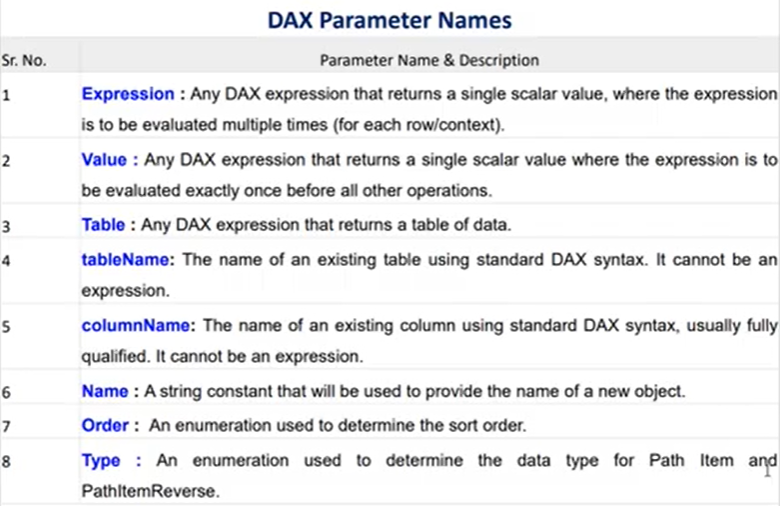 DAX Parameter Names
Sr. No. Parameter Name & Description
1 Expression : Any DAX expression that returns a single scalar value, where the expression
is to be evaluated multiple times (for each row/context).
2 Value : Any DAX expression that returns a single scalar value where the expression is to
be evaluated exactly once before all other operations.
3 Table : Any DAX expression that returns a table of data.
4 tableName: The name of an existing table using standard DAX syntax. It cannot be an
expression.
5 columnName: The name of an existing column using standard DAX syntax, usually fully
qualified. It cannot be an expression.
6 Name : A string constant that will be used to provide the name of a new object.
7 Order : An enumeration used to determine the sort order.
8 Type : An enumeration used to determine the data type for Path Item and
PathItemReverse.